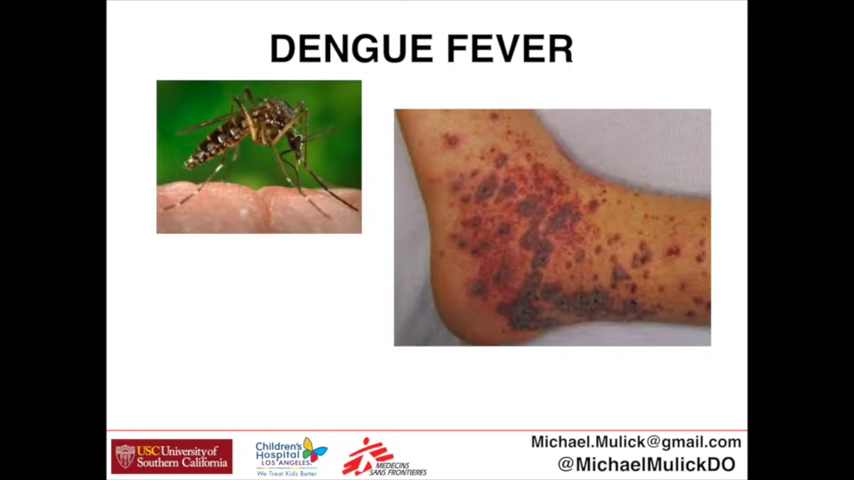 DENGUE FEVER
USC University of
Southern California
Children's
Hospital
LOS ANGELES
We Treat Kids Better
MEDECINS
SANS FRONTIERES
Michael.Mulick@gmail.com
@MichaelMulickDO